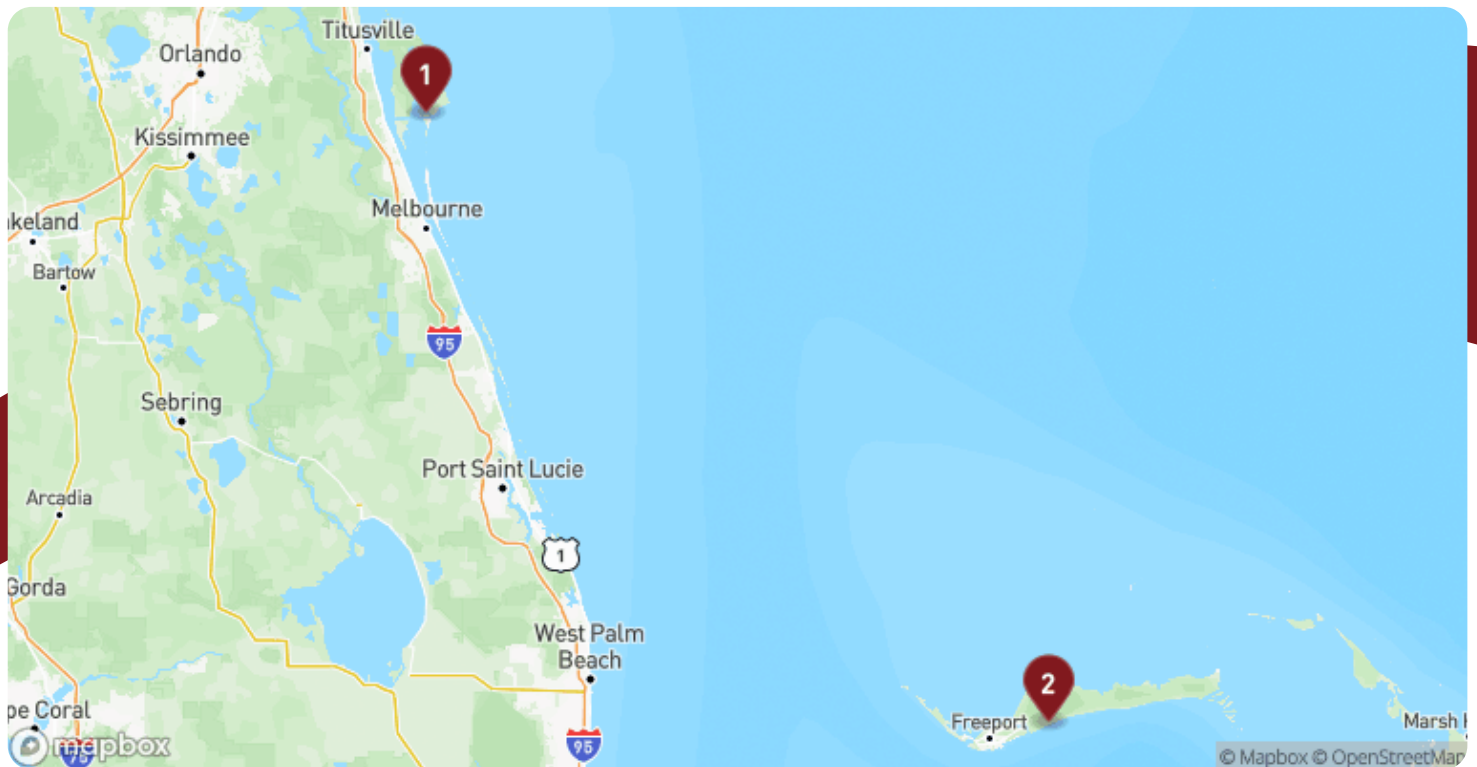 Titusville
Orlando
1
Kissimmee
Melbourne
akeland
Bartow
95
Sebring
Port Saint Lucie
Arcadia
1
Gorda
West Palm
Beach
2
pe Coral
Freeport
Marsh H
mapbox
95
95
© Mapbox © OpenStreetMap